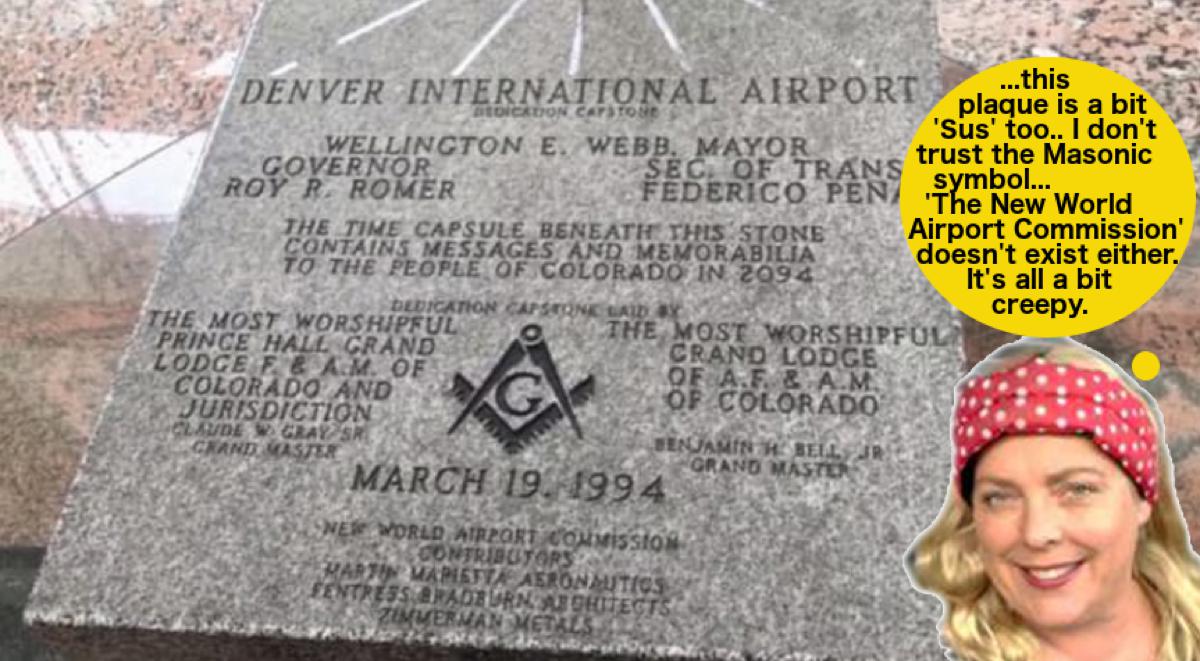 DENVER INTERNATIONAL AIRPORT
DEDICATION CAPSTONE
WELLINGTON E. WEBB, MAYOR
GOVERNOR
ROY R. ROMER
SEC. OF TRANS
FEDERICO PENA
THE TIME CAPSULE BENEATH THIS STONE
CONTAINS MESSAGES AND MEMORABILIA
TO THE PEOPLE OF COLORADO IN 2094
DEDICATION CAPSTONE LAID BY
THE MOST WORSHIPFUL
PRINCE HALL GRAND
LODGE F. & A.M. OF
COLORADO AND
JURISDICTION
CLAUDE W. GRAY SR.
GRAND MASTER
G
THE MOST WORSHIPFUL
GRAND LODGE
OF A.F. & A.M.
OF COLORADO
BENJAMIN H. BELL, JR
GRAND MASTER
MARCH 19, 1994
NEW WORLD AIRPORT COMMISSION
CONTRIBUTORS
MARTIN MARIETTA AERONAUTICS
FENTRESS BRADBURN ARCHITECTS
ZIMMERMAN METALS
...this
plaque is a bit
'Sus' too.. I don't
trust the Masonic
symbol...
'The New World
Airport Commission'
doesn't exist either.
It's all a bit
creepy.